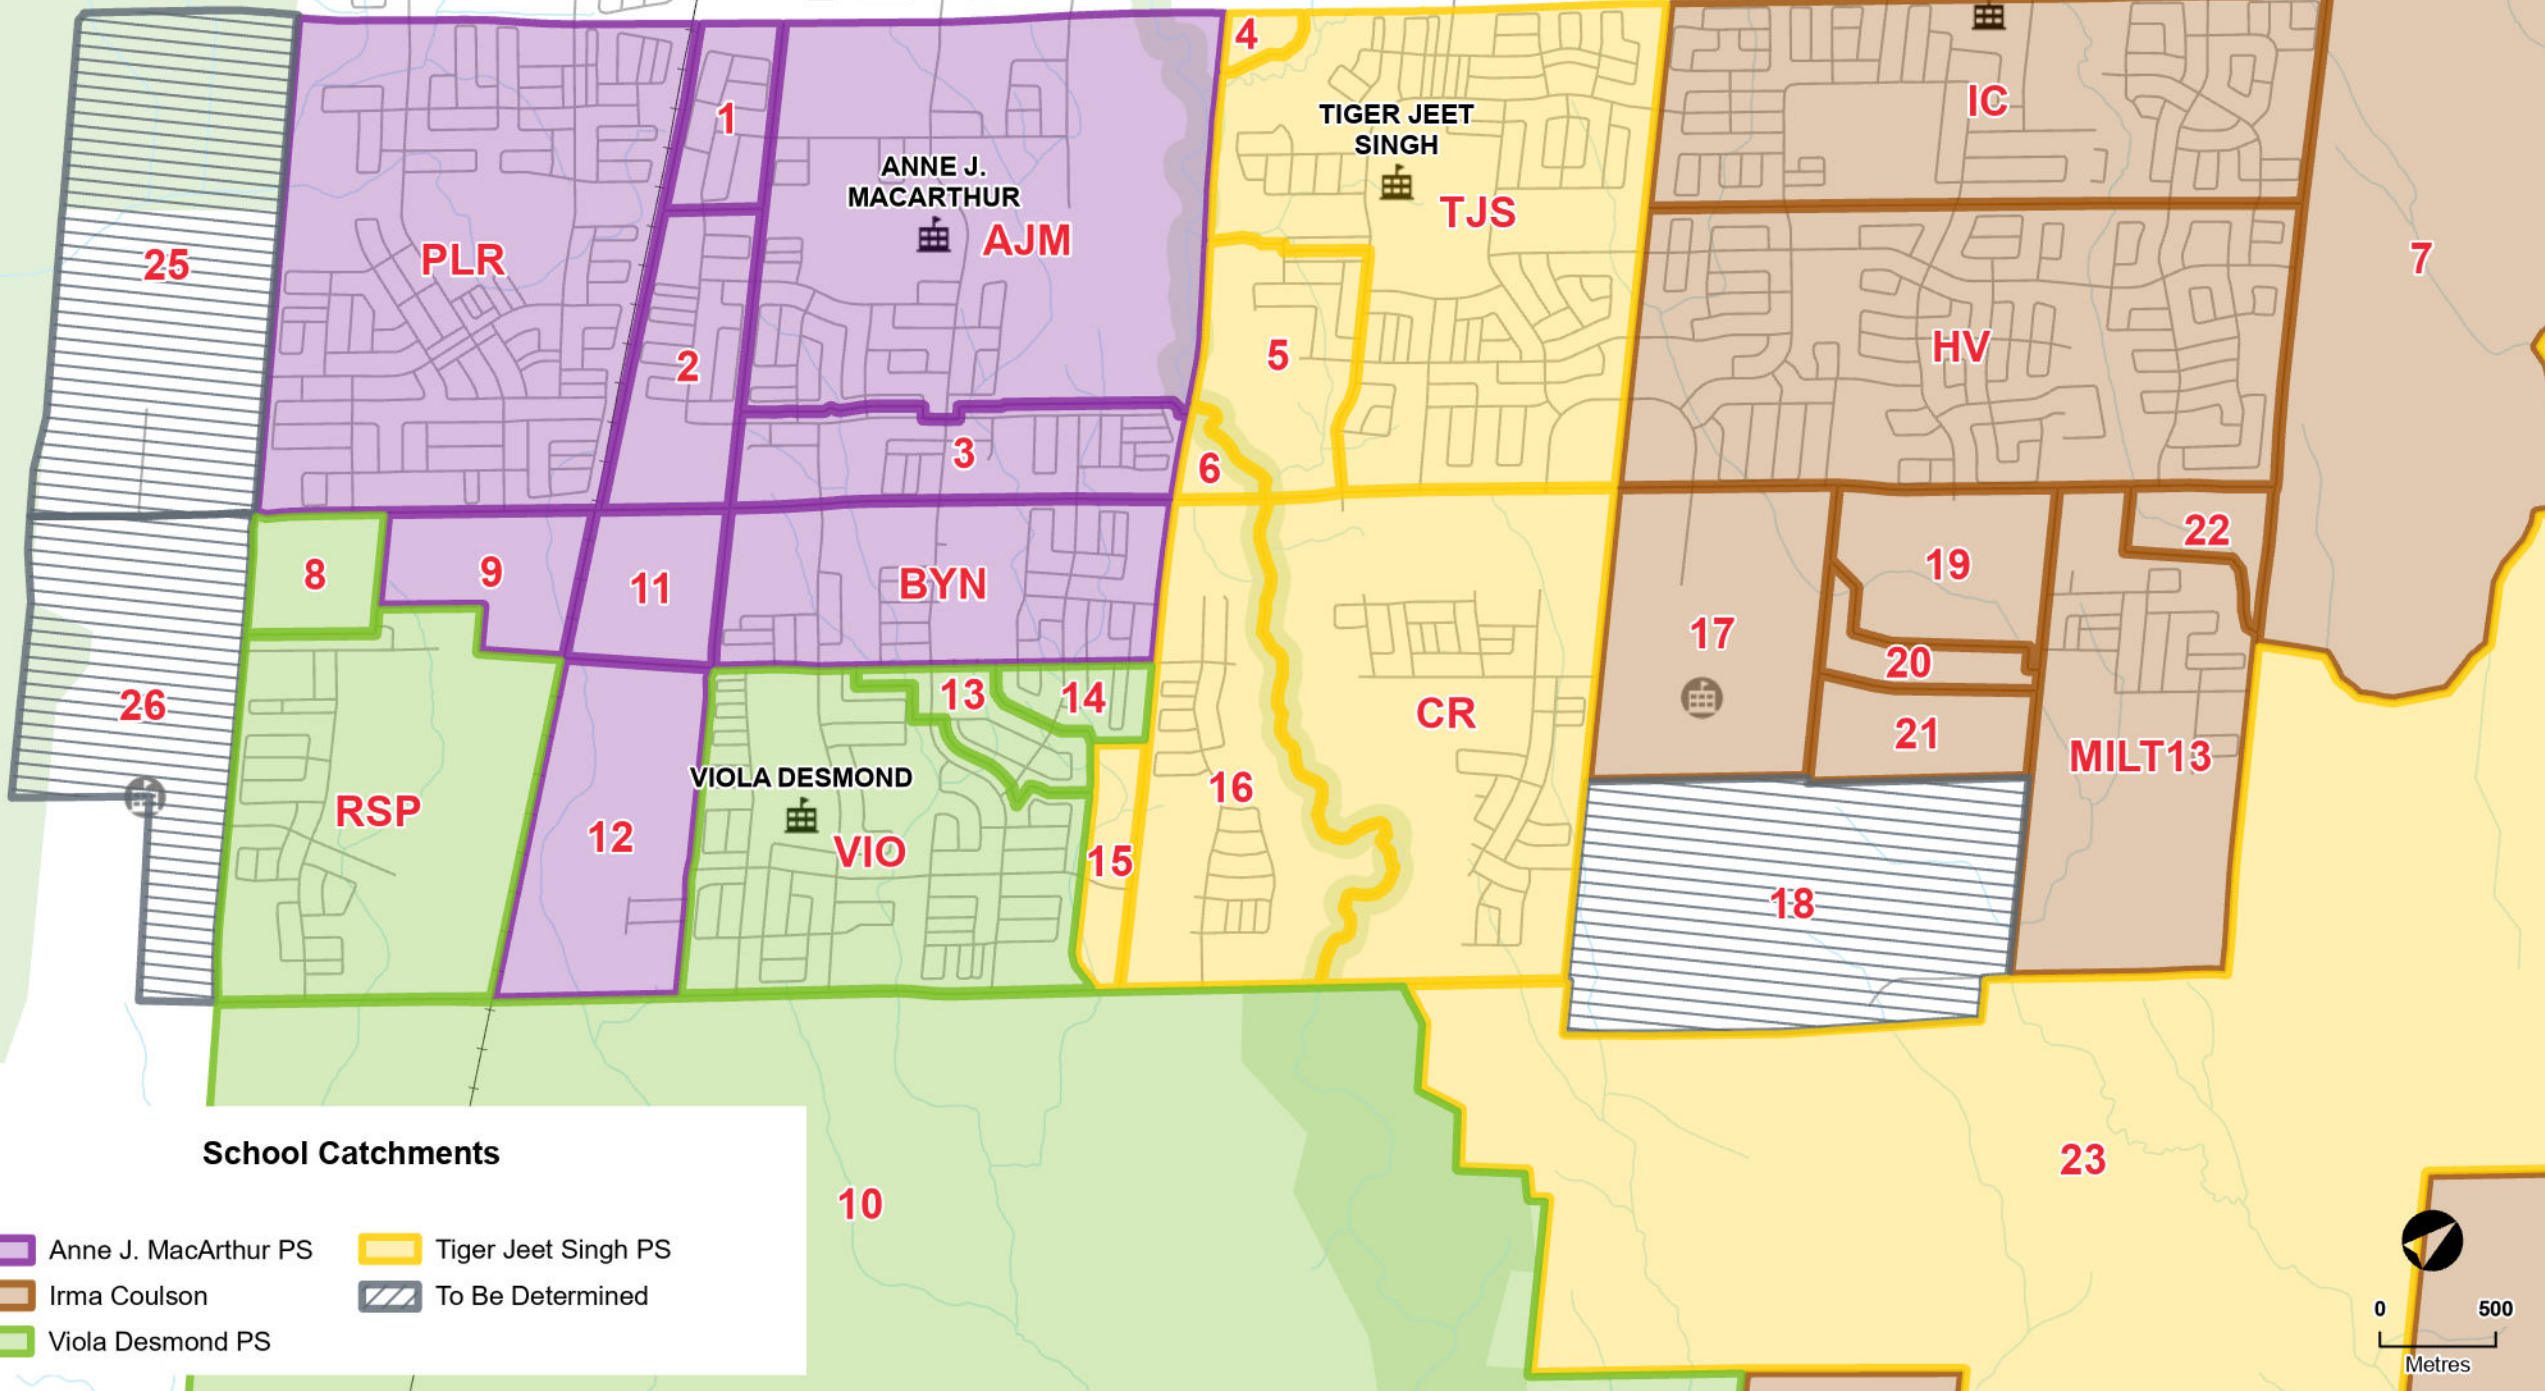 4
IC
1
TIGER JEET
SINGH
ANNE J.
MACARTHUR
TJS
AJM
PLR
25
7
HV
5
2
3
6
22
19
8
9
11
BYN
17
20
26
13
14
CR
21
MILT13
VIOLA DESMOND
16
RSP
12
VIO
15
18
School Catchments
23
10
Anne J. MacArthur PS
Tiger Jeet Singh PS
Irma Coulson
To Be Determined
Viola Desmond PS
0 500
Metres